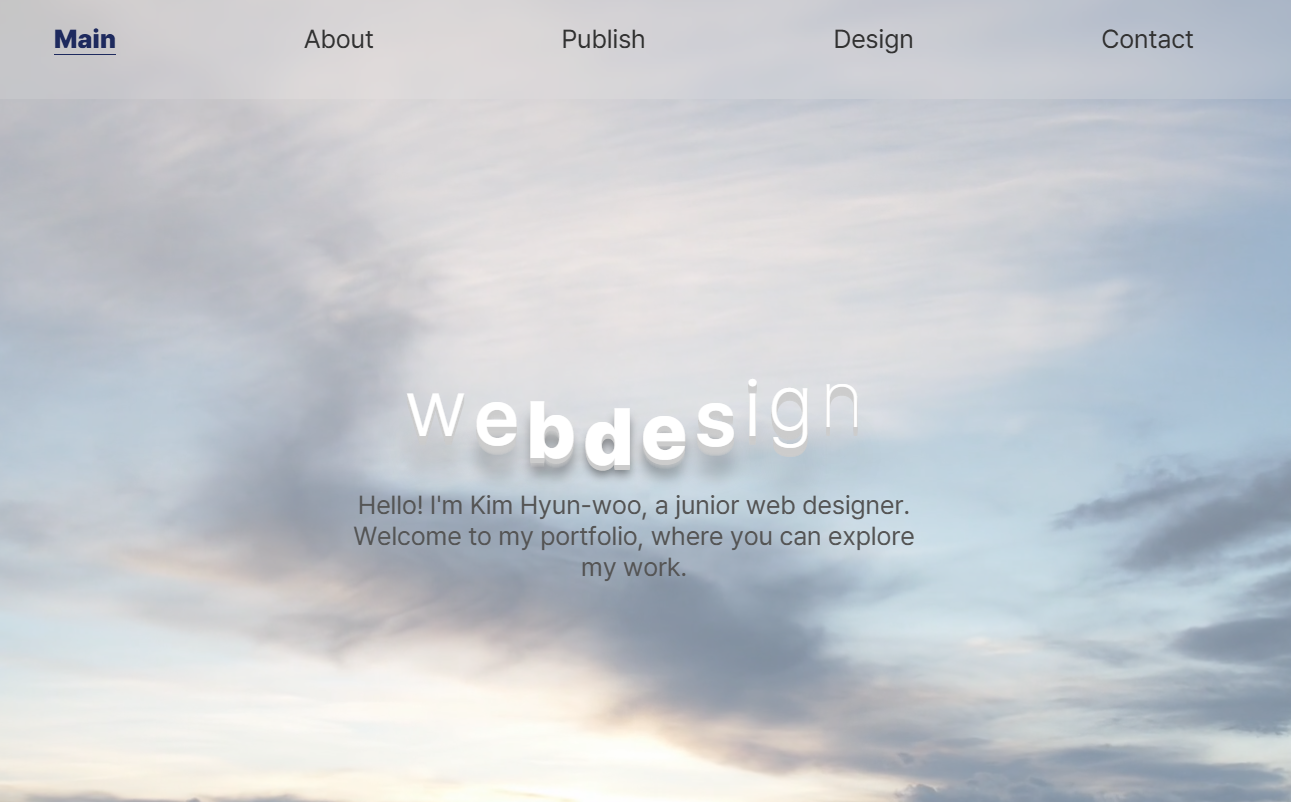 Main About Publish Design Contact
webdesign
Hello! I'm Kim Hyun-woo, a junior web designer.
Welcome to my portfolio, where you can explore
my work.